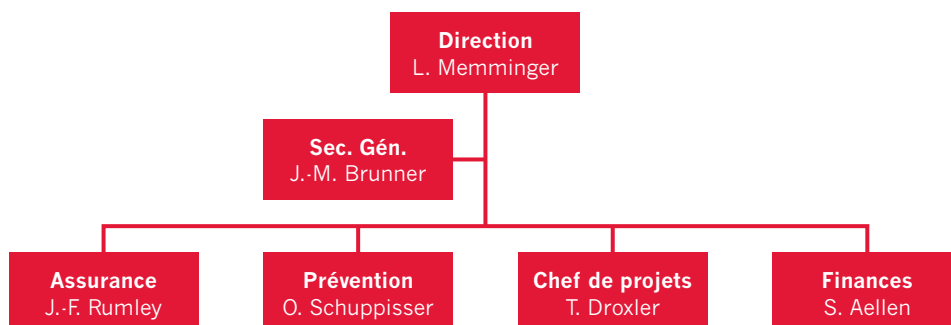 Direction
L. Memminger
Sec. Gén.
J.-M. Brunner
Assurance
J.-F. Rumley
Prévention
O. Schuppisser
Chef de projets
T. Droxler
Finances
S. Aellen